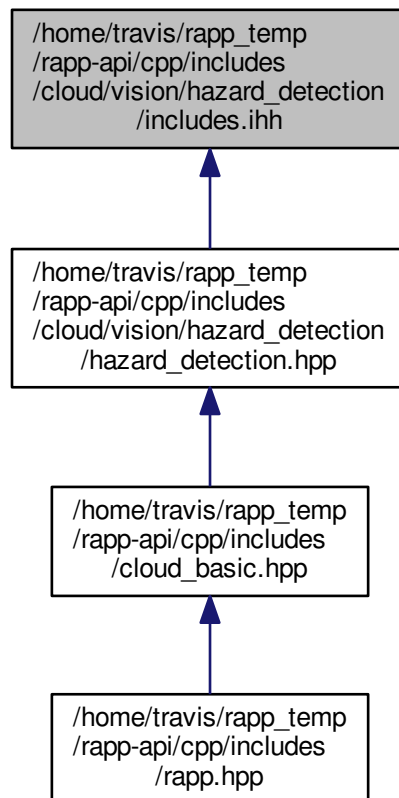 /home/travis/rapp_temp
/rapp-api/cpp/includes
/cloud/vision/hazard_detection
/includes.ihh
/home/travis/rapp_temp
/rapp-api/cpp/includes
/cloud/vision/hazard_detection
/hazard_detection.hpp
/home/travis/rapp_temp
/rapp-api/cpp/includes
/cloud_basic.hpp
/home/travis/rapp_temp
/rapp-api/cpp/includes
/rapp.hpp